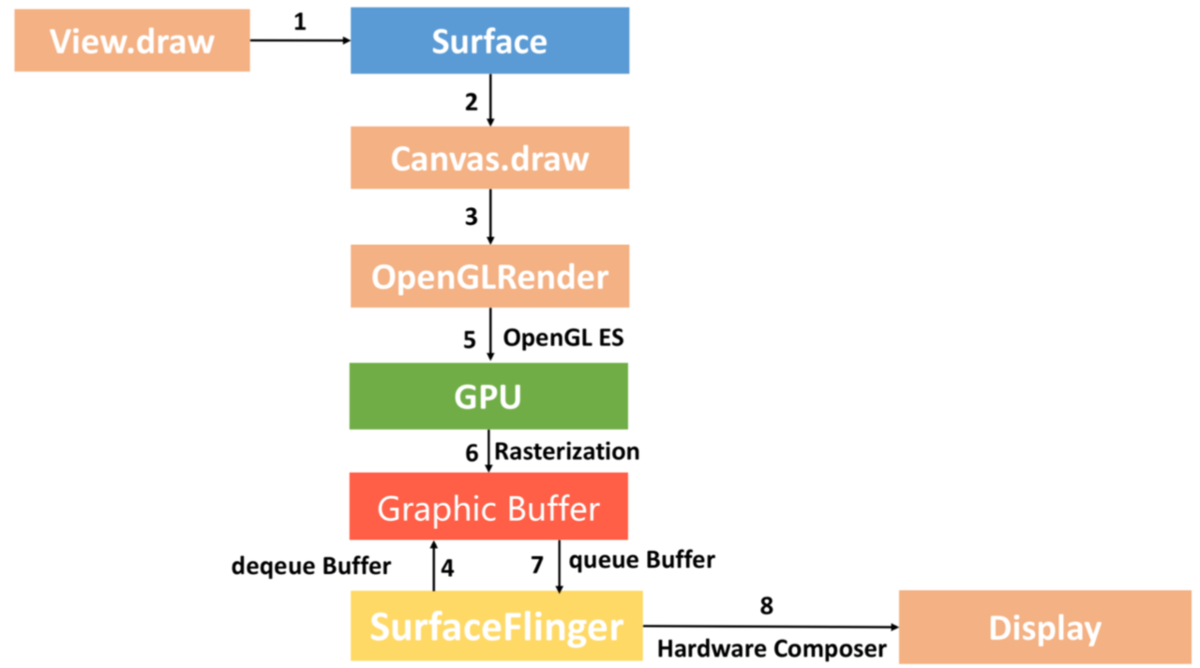 View.draw
1
Surface
2
Canvas.draw
3
OpenGLRender
5
OpenGL ES
GPU
6
Rasterization
Graphic Buffer
deqeue Buffer
4
7
queue Buffer
SurfaceFlinger
8
Hardware Composer
Display